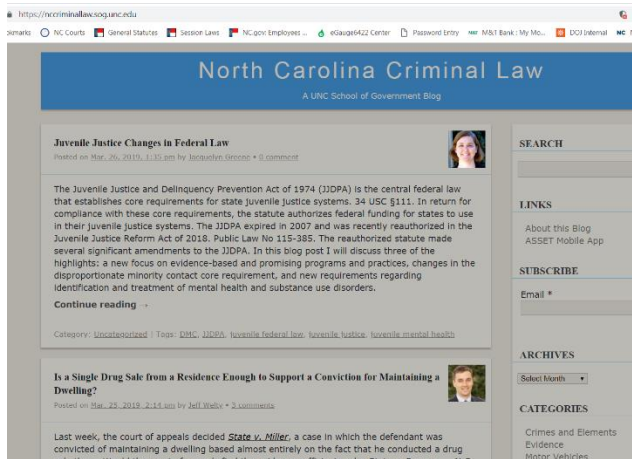 https://nccriminallaw.sog.unc.edu
okmarks NC Courts General Statutes Session Laws NC.gov: Employees ... eGauge6422 Center Password Entry M&T Bank : My Mo... DOJ Internal NC
North Carolina Criminal Law
A UNC School of Government Blog
Juvenile Justice Changes in Federal Law
Posted on Mar. 26, 2019, 1:35 pm by Jacquelyn Greene • 0 comment
The Juvenile Justice and Delinquency Prevention Act of 1974 (JJDPA) is the central federal law
that establishes core requirements for state juvenile justice systems. 34 USC §111. In return for
compliance with these core requirements, the statute authorizes federal funding for states to use
in their juvenile justice systems. The JJDPA expired in 2007 and was recently reauthorized in the
Juvenile Justice Reform Act of 2018. Public Law No 115-385. The reauthorized statute made
several significant amendments to the JJDPA. In this blog post I will discuss three of the
highlights: a new focus on evidence-based and promising programs and practices, changes in the
disproportionate minority contact core requirement, and new requirements regarding
identification and treatment of mental health and substance use disorders.
Continue reading →
Category: Uncategorized | Tags: DMC, JJDPA, juvenile federal law, juvenile justice, juvenile mental health
Is a Single Drug Sale from a Residence Enough to Support a Conviction for Maintaining a
Dwelling?
Posted on Mar. 25, 2019, 2:14 pm by Jeff Welty • 3 comments
Last week, the court of appeals decided State v. Miller, a case in which the defendant was
convicted of maintaining a dwelling based almost entirely on the fact that he conducted a drug
SEARCH
LINKS
About this Blog
ASSET Mobile App
SUBSCRIBE
Email *
ARCHIVES
Select Month
CATEGORIES
Crimes and Elements
Evidence
Motor Vehicles